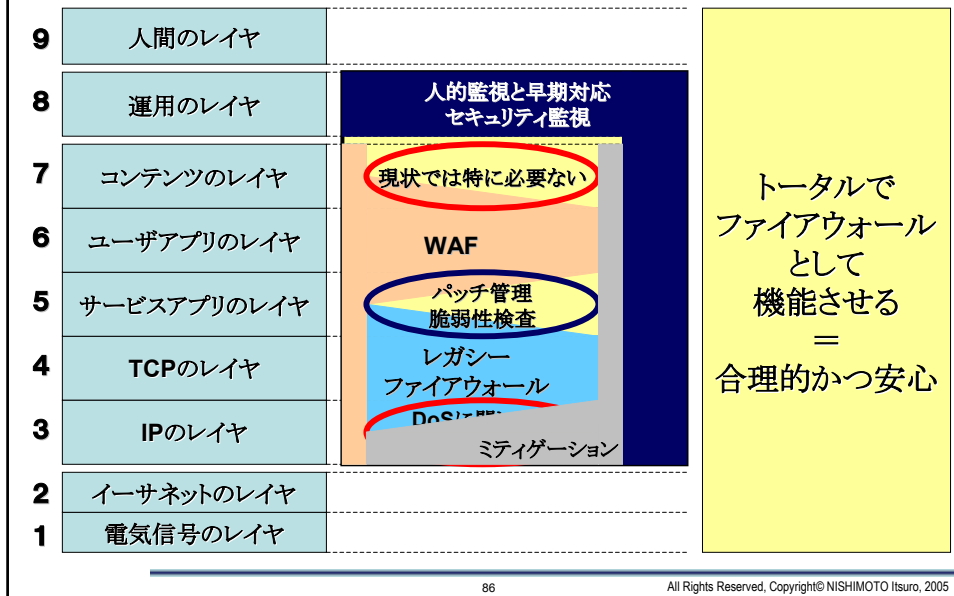 9 人間のレイヤ
8 運用のレイヤ
人的監視と早期対応
セキュリティ監視
7 コンテンツのレイヤ
現状では特に必要ない
6 ユーザアプリのレイヤ
WAF
5 サービスアプリのレイヤ
パッチ管理
脆弱性検査
4 TCPのレイヤ
レガシー
ファイアウォール
3 IPのレイヤ
DoSに
ミティゲーション
2 イーサネットのレイヤ
1 電気信号のレイヤ
トータルで
ファイアウォール
として
機能させる
＝
合理的かつ安心
86
All Rights Reserved, Copyright© NISHIMOTO Itsuro, 2005